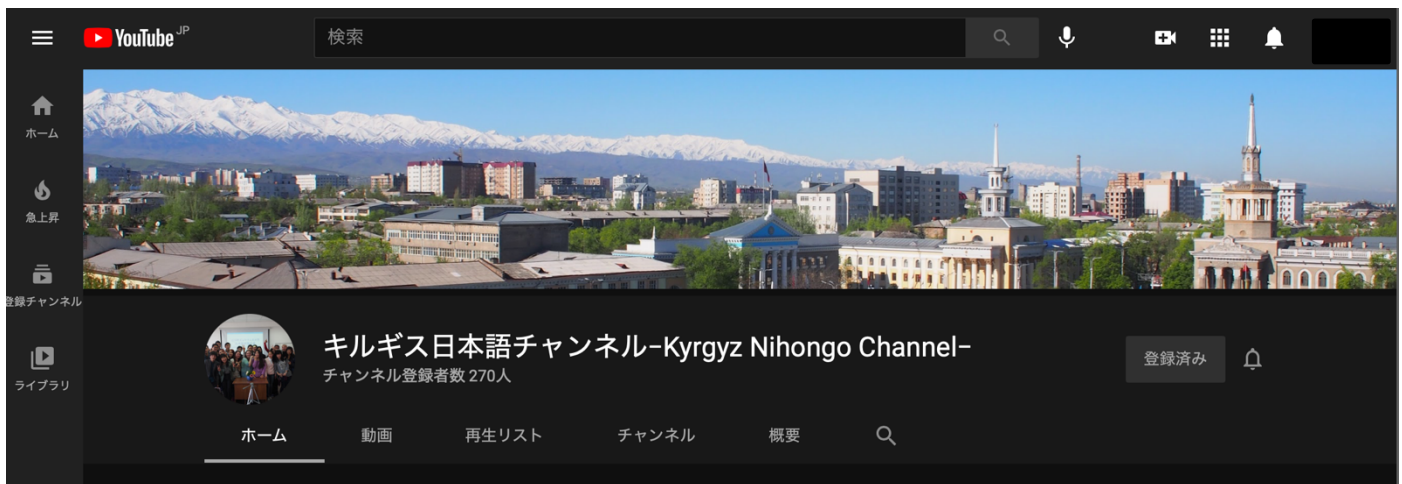 YouTube JP
検索
ホーム
急上昇
登録チャンネル
ライブラリ
キルギス日本語チャンネル-Kyrgyz Nihongo Channel-
チャンネル登録者数 270人
登録済み
ホーム 動画 再生リスト チャンネル 概要